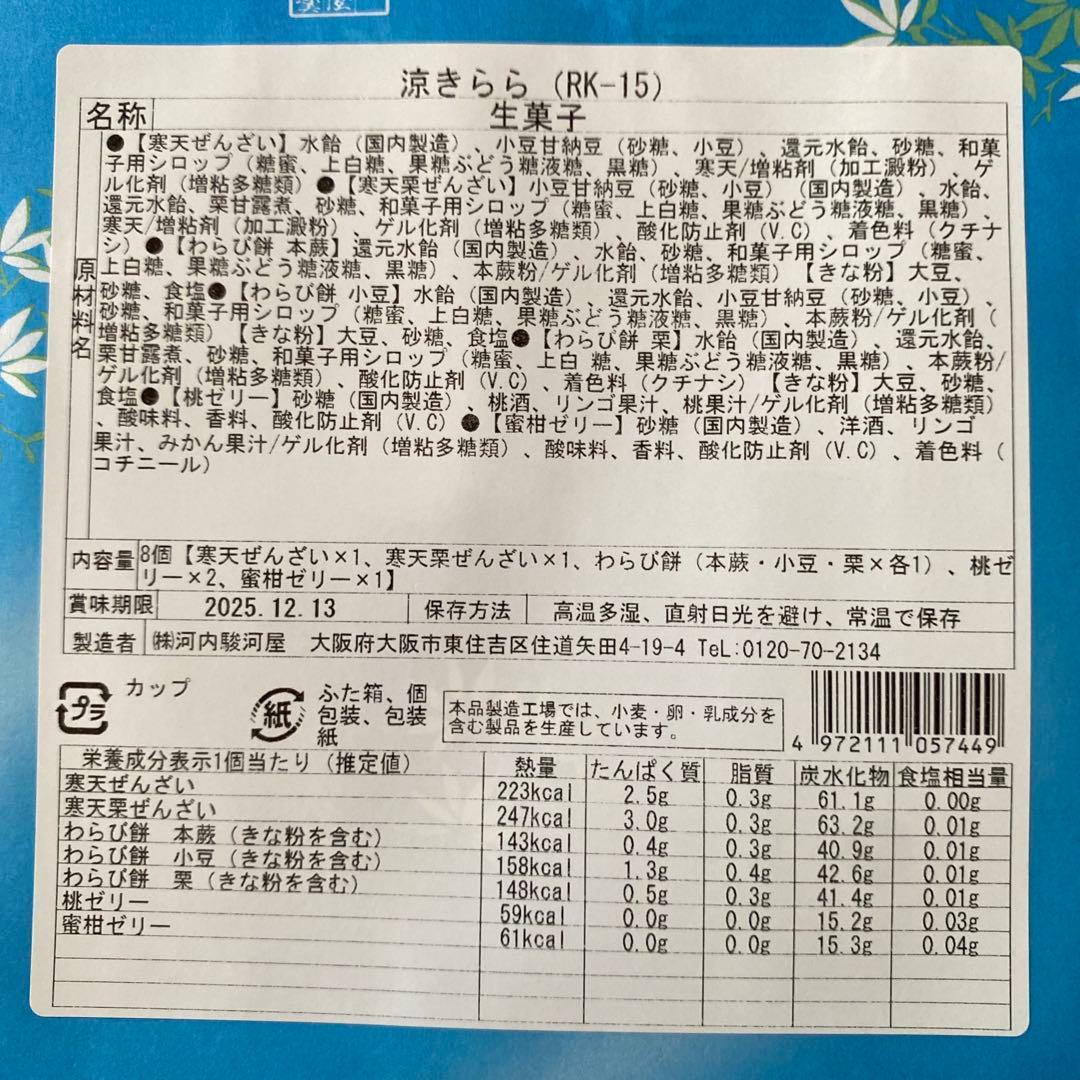 涼きらら (RK-15)
名称 生菓子
原材料名
●【寒天ぜんざい】水飴（国内製造）、小豆甘納豆（砂糖、小豆）、還元水飴、砂糖、和菓
子用シロップ（糖蜜、上白糖、果糖ぶどう糖液糖、黒糖）、寒天/増粘剤（加工澱粉）、ゲ
ル化剤（増粘多糖類）●【寒天栗ぜんざい】小豆甘納豆（砂糖、小豆）（国内製造）、水飴、
還元水飴、栗甘露煮、砂糖、和菓子用シロップ（糖蜜、上白糖、果糖ぶどう糖液糖、黒糖）、
寒天/増粘剤（加工澱粉）、ゲル化剤（増粘多糖類）、酸化防止剤（V.C）、着色料（クチナ
シ）●【わらび餅 本蕨】還元水飴（国内製造）、水飴、砂糖、和菓子用シロップ（糖蜜、
上白糖、果糖ぶどう糖液糖、黒糖）、本蕨粉/ゲル化剤（増粘多糖類）【きな粉】大豆、
砂糖、食塩●【わらび餅 小豆】水飴（国内製造）、還元水飴、小豆甘納豆（砂糖、小豆）、
砂糖、和菓子用シロップ（糖蜜、上白糖、果糖ぶどう糖液糖、黒糖）、本蕨粉/ゲル化剤（
増粘多糖類）【きな粉】大豆、砂糖、食塩●【わらび餅 栗】水飴（国内製造）、還元水飴、
栗甘露煮、砂糖、和菓子用シロップ（糖蜜、上白 糖、果糖ぶどう糖液糖、黒糖）、本蕨粉/
ゲル化剤（増粘多糖類）、酸化防止剤（V.C）、着色料（クチナシ）【きな粉】大豆、砂糖、
食塩●【桃ゼリー】砂糖（国内製造）、桃酒、リンゴ果汁、桃果汁/ゲル化剤（増粘多糖類）
、酸味料、香料、酸化防止剤（V.C）●【蜜柑ゼリー】砂糖（国内製造）、洋酒、リンゴ
果汁、みかん果汁/ゲル化剤（増粘多糖類）、酸味料、香料、酸化防止剤（V.C）、着色料（
コチニール）
内容量 8個【寒天ぜんざい×1、寒天栗ぜんざい×1、わらび餅（本蕨・小豆・栗×各1）、桃ゼ
リー×2、蜜柑ゼリー×1】
賞味期限 2025.12.13 保存方法 高温多湿、直射日光を避け、常温で保存
製造者 ㈱河内駿河屋 大阪府大阪市東住吉区住道矢田4-19-4 TeL:0120-70-2134
プラ カップ
紙 ふた箱、個
包装、包装
紙
本品製造工場では、小麦・卵・乳成分を
含む製品を生産しています。
4 972111 057449
栄養成分表示1個当たり（推定値） 熱量 たんぱく質 脂質 炭水化物 食塩相当量
寒天ぜんざい 223kcal 2.5g 0.3g 61.1g 0.00g
寒天栗ぜんざい 247kcal 3.0g 0.3g 63.2g 0.01g
わらび餅 本蕨（きな粉を含む） 143kcal 0.4g 0.3g 40.9g 0.01g
わらび餅 小豆（きな粉を含む） 158kcal 1.3g 0.4g 42.6g 0.01g
わらび餅 栗（きな粉を含む） 148kcal 0.5g 0.3g 41.4g 0.01g
桃ゼリー 59kcal 0.0g 0.0g 15.2g 0.03g
蜜柑ゼリー 61kcal 0.0g 0.0g 15.3g 0.04g